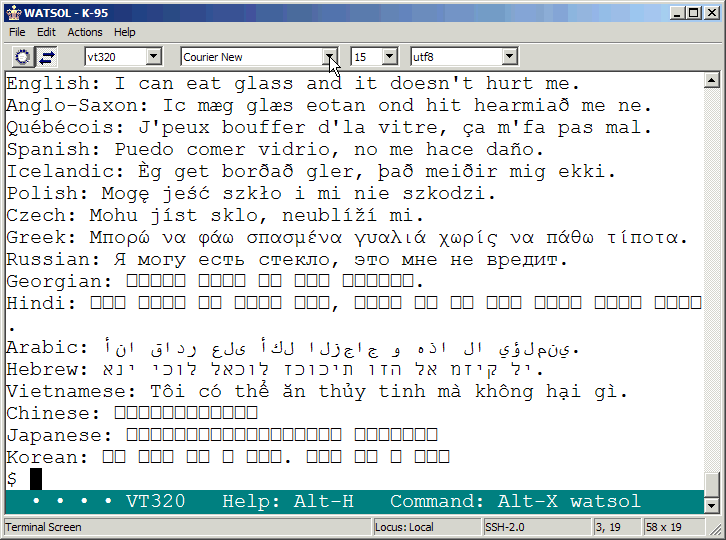 WATSOL - K-95
File Edit Actions Help
vt320 Courier New 15 utf8
English: I can eat glass and it doesn't hurt me.
Anglo-Saxon: Ic mæg glæs eotan ond hit hearmiað me ne.
Québécois: J'peux bouffer d'la vitre, ça m'fa pas mal.
Spanish: Puedo comer vidrio, no me hace daño.
Icelandic: Èg get borðað gler, það meiðir mig ekki.
Polish: Mogę jeść szkło i mi nie szkodzi.
Czech: Mohu jíst sklo, neublíží mi.
Greek: Μπορώ να φάω σπασμένα γυαλιά χωρίς να πάθω τίποτα.
Russian: Я могу есть стекло, это мне не вредит.
Georgian:
Hindi:
Arabic: أنا قادر على أكل الزجاج و هذا لا يؤلمني.
Hebrew: אני יכול לאכול זכוכית וזה לא מזיק לי.
Vietnamese: Tôi có thể ăn thủy tinh mà không hại gì.
Chinese:
Japanese:
Korean:
$
• • • • VT320 Help: Alt-H Command: Alt-X watsol
Terminal Screen Locus: Local SSH-2.0 3, 19 58 x 19